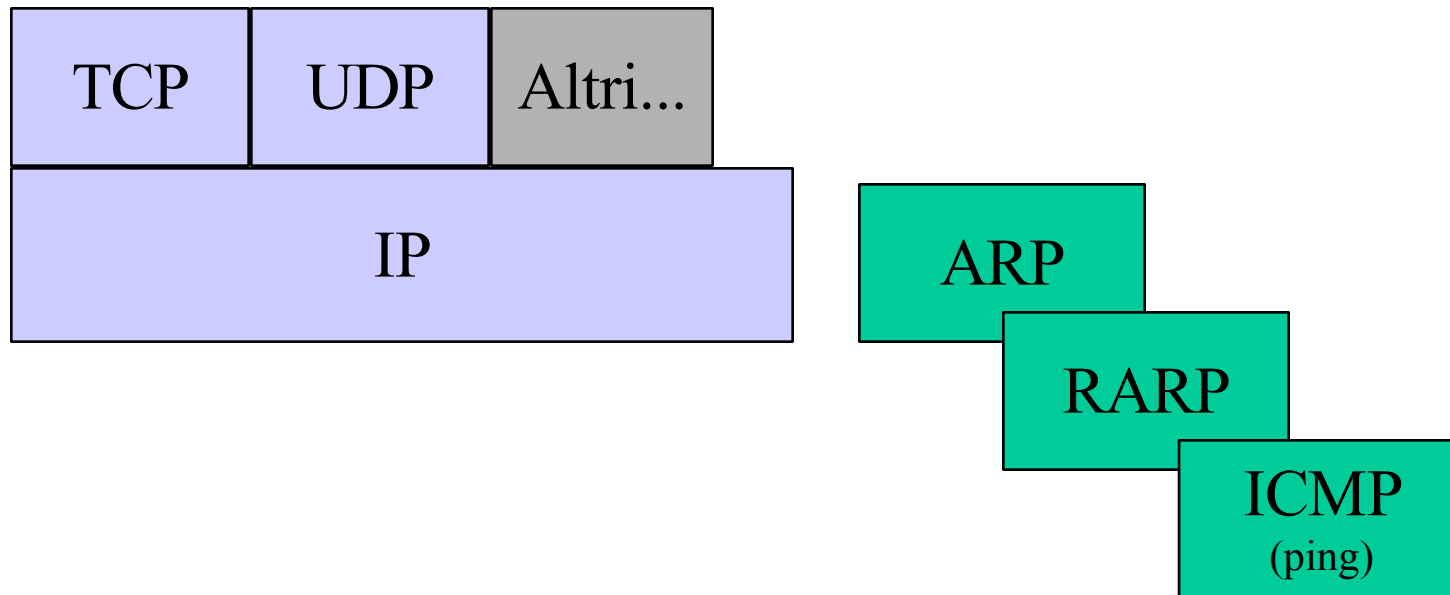 TCP
UDP
Altri...
IP
ARP
RARP
ICMP
(ping)